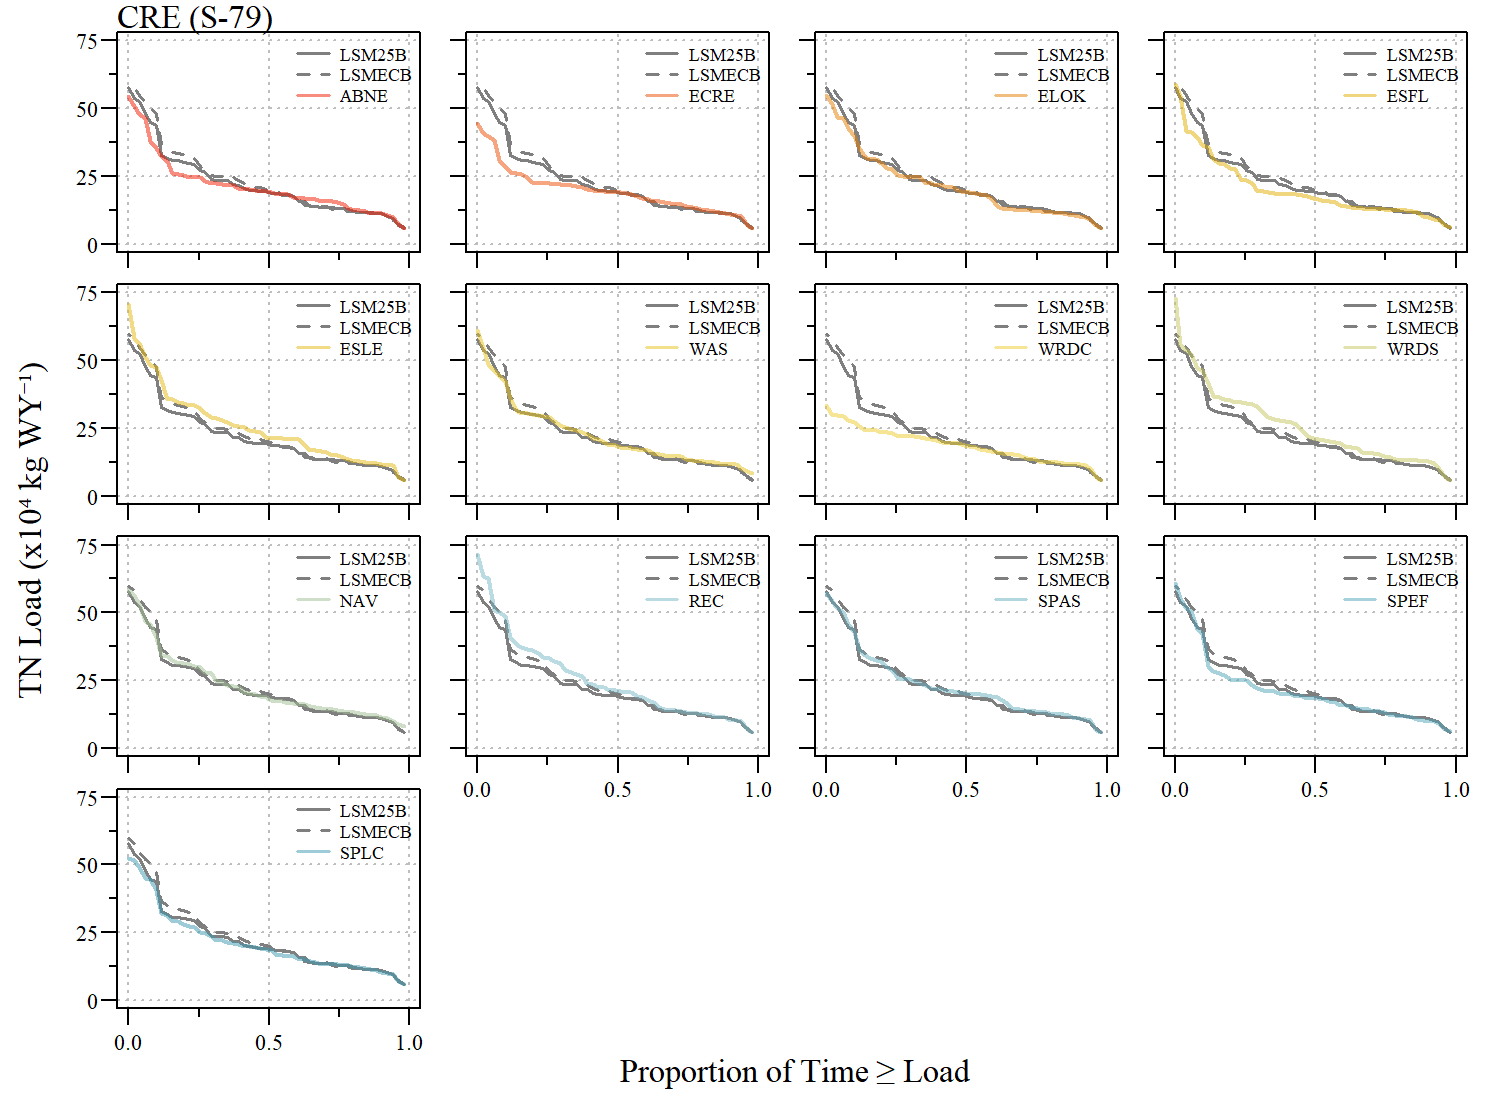 CRE (S-79)
75
50
25
0
LSM25B
LSMECB
ABNE
LSM25B
LSMECB
ECRE
LSM25B
LSMECB
ELOK
LSM25B
LSMECB
ESFL
75
50
25
0
LSM25B
LSMECB
ESLE
LSM25B
LSMECB
WAS
LSM25B
LSMECB
WRDC
LSM25B
LSMECB
WRDS
TN Load (x10⁴ kg WY⁻¹)
75
50
25
0
LSM25B
LSMECB
NAV
LSM25B
LSMECB
REC
LSM25B
LSMECB
SPAS
LSM25B
LSMECB
SPEF
0.0 0.5 1.0
0.0 0.5 1.0
0.0 0.5 1.0
75
50
25
0
LSM25B
LSMECB
SPLC
0.0 0.5 1.0
Proportion of Time ≥ Load